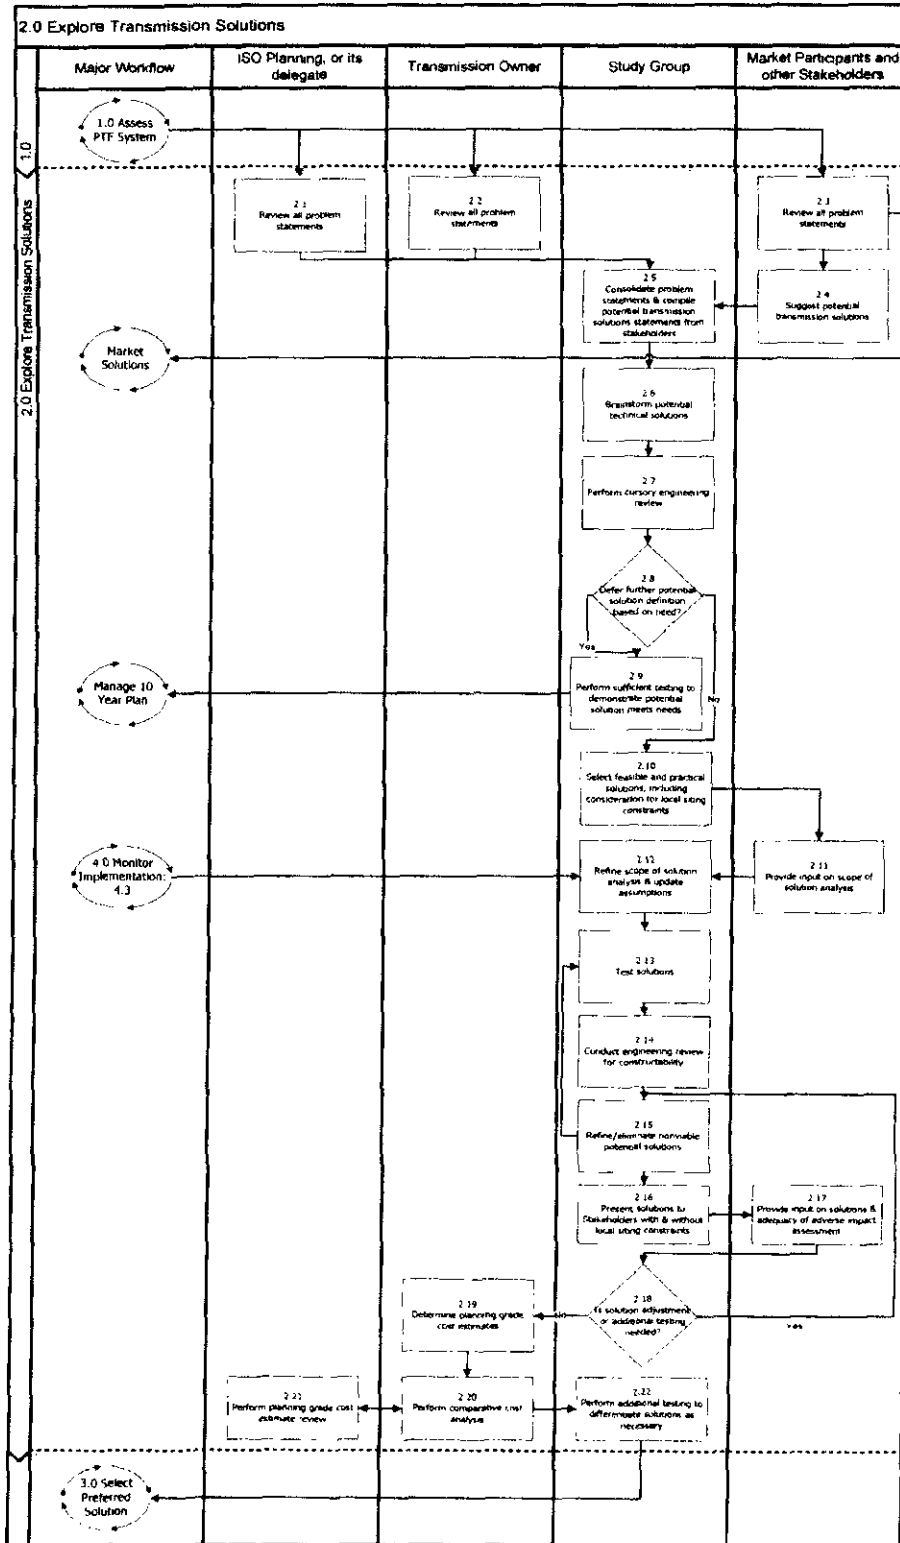 2.0 Explore Transmission Solutions
Major Workflow
ISO Planning, or its
delegate
Transmission Owner
Study Group
Market Participants and
other Stakeholders
1.0
1.0 Assess
PTF System
2.0 Explore Transmission Solutions
2.1
Review all problem
statements
2.2
Review all problem
statements
2.3
Review all problem
statements
2.4
Suggest potential
transmission solutions
2.5
Consolidate problem
statements & compile
potential transmission
solutions statements from
stakeholders
Market
Solutions
2.6
Brainstorm potential
technical solutions
2.7
Perform cursory engineering
review
2.8
Defer further potential
solution definition
based on need?
Yes
No
2.9
Perform sufficient testing to
demonstrate potential
solution meets needs
Manage 10
Year Plan
2.10
Select feasible and practical
solutions, including
consideration for local siting
constraints
4.0 Monitor
Implementation:
4.3
2.12
Refine scope of solution
analysis & update
assumptions
2.11
Provide input on scope of
solution analysis
2.13
Test solutions
2.14
Conduct engineering review
for constructability
2.15
Refine/eliminate nonviable
potential solutions
2.16
Present solutions to
Stakeholders with & without
local siting constraints
2.17
Provide input on solutions &
adequacy of adverse impact
assessment
2.18
Is solution adjustment
or additional testing
needed?
No
Yes
2.19
Determine planning grade
cost estimates
2.21
Perform planning grade cost
estimate review
2.20
Perform comparative cost
analysis
2.22
Perform additional testing to
differentiate solutions as
necessary
3.0 Select
Preferred
Solution